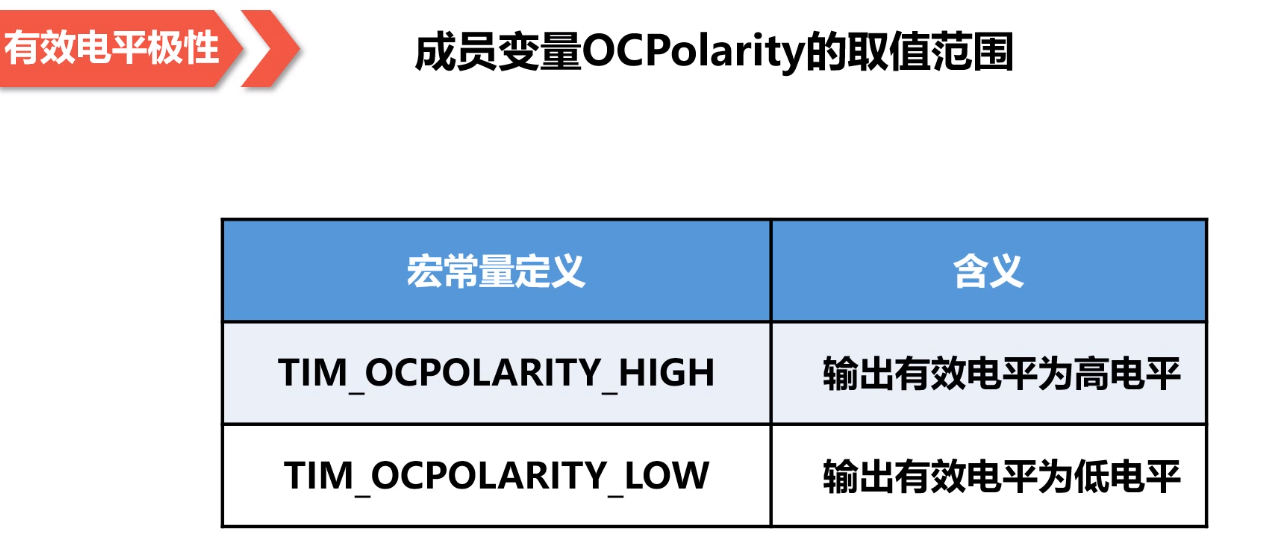 有效电平极性
成员变量OCPolarity的取值范围
宏常量定义
含义
TIM_OCPOLARITY_HIGH
输出有效电平为高电平
TIM_OCPOLARITY_LOW
输出有效电平为低电平